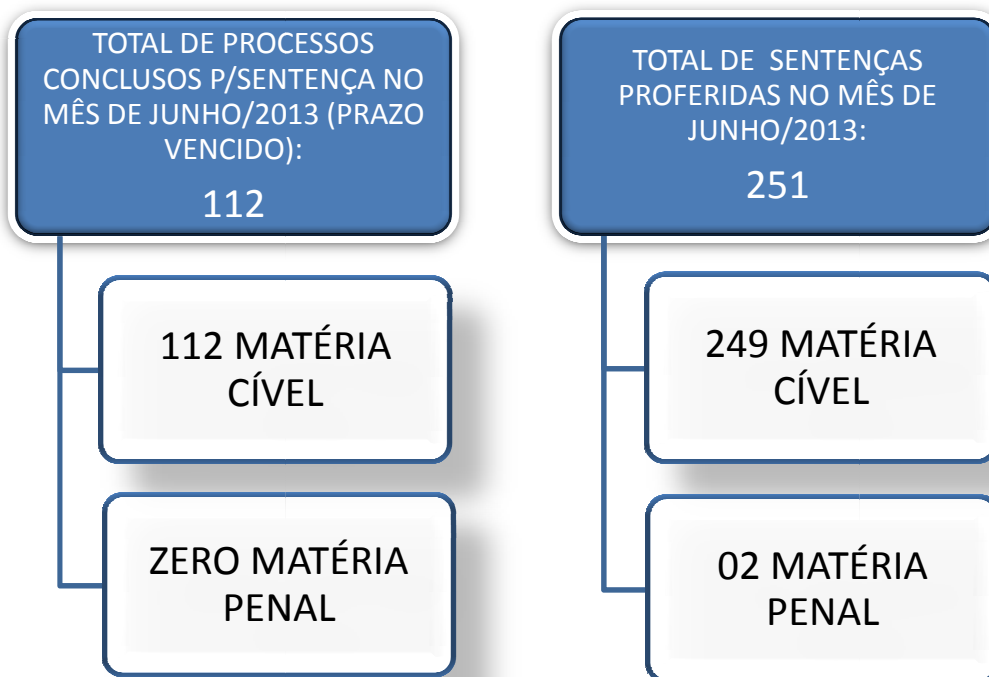 TOTAL DE PROCESSOS
CONCLUSOS P/SENTENÇA NO
MÊS DE JUNHO/2013 (PRAZO
VENCIDO):
112
112 MATÉRIA
CÍVEL
ZERO MATÉRIA
PENAL
TOTAL DE SENTENÇAS
PROFERIDAS NO MÊS DE
JUNHO/2013:
251
249 MATÉRIA
CÍVEL
02 MATÉRIA
PENAL